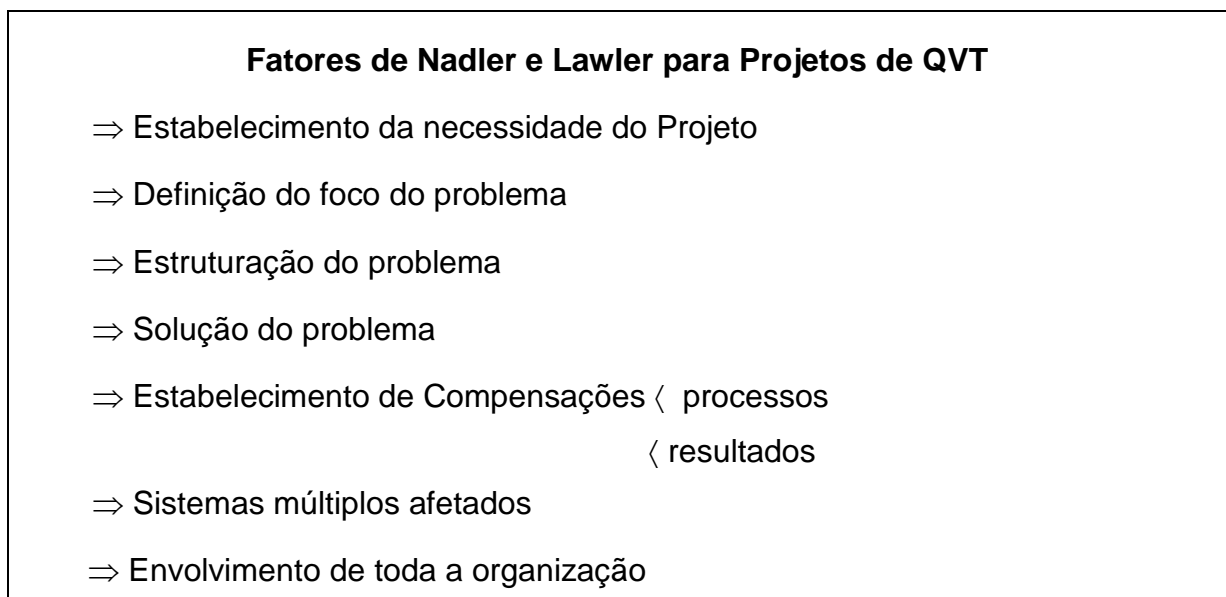 Fatores de Nadler e Lawler para Projetos de QVT
⇒ Estabelecimento da necessidade do Projeto
⇒ Definição do foco do problema
⇒ Estruturação do problema
⇒ Solução do problema
⇒ Estabelecimento de Compensações 〈 processos
〈 resultados
⇒ Sistemas múltiplos afetados
⇒ Envolvimento de toda a organização